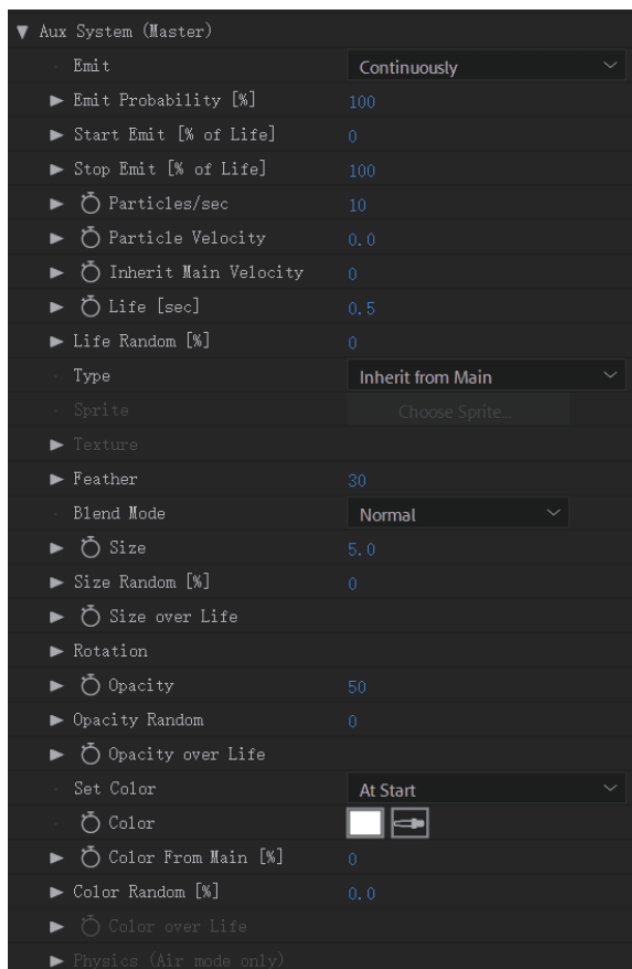 Aux System (Master)
Emit Continuously
Emit Probability [%] 100
Start Emit [% of Life] 0
Stop Emit [% of Life] 100
Particles/sec 10
Particle Velocity 0.0
Inherit Main Velocity 0
Life [sec] 0.5
Life Random [%] 0
Type Inherit from Main
Sprite Choose Sprite...
Texture
Feather 30
Blend Mode Normal
Size 5.0
Size Random [%] 0
Size over Life
Rotation
Opacity 50
Opacity Random 0
Opacity over Life
Set Color At Start
Color
Color From Main [%] 0
Color Random [%] 0.0
Color over Life
Physics (Air mode only)